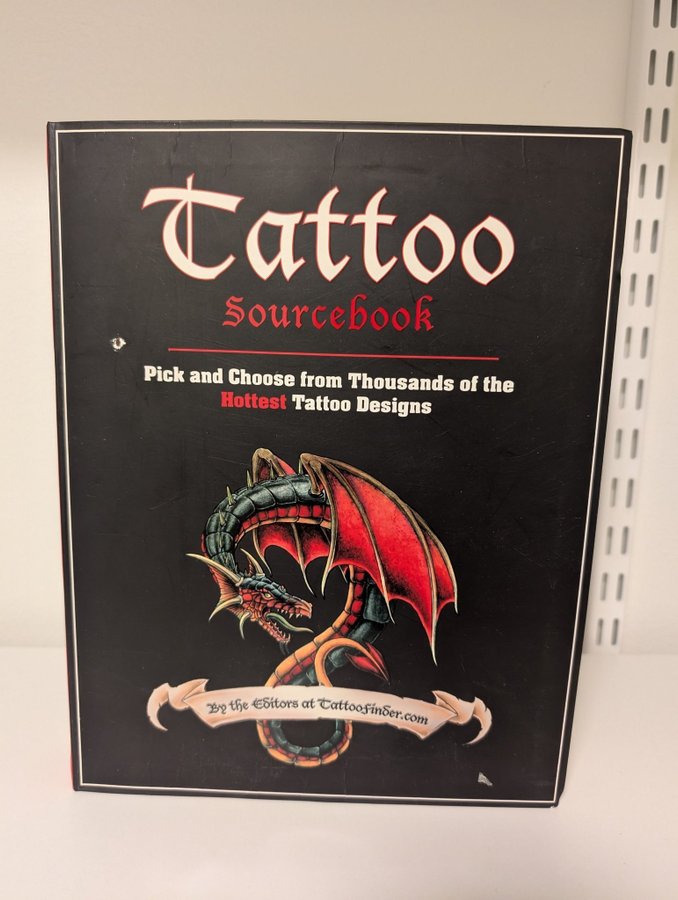 Tattoo
Sourcebook
Pick and Choose from Thousands of the
Hottest Tattoo Designs
By the Editors at TattooFinder.com